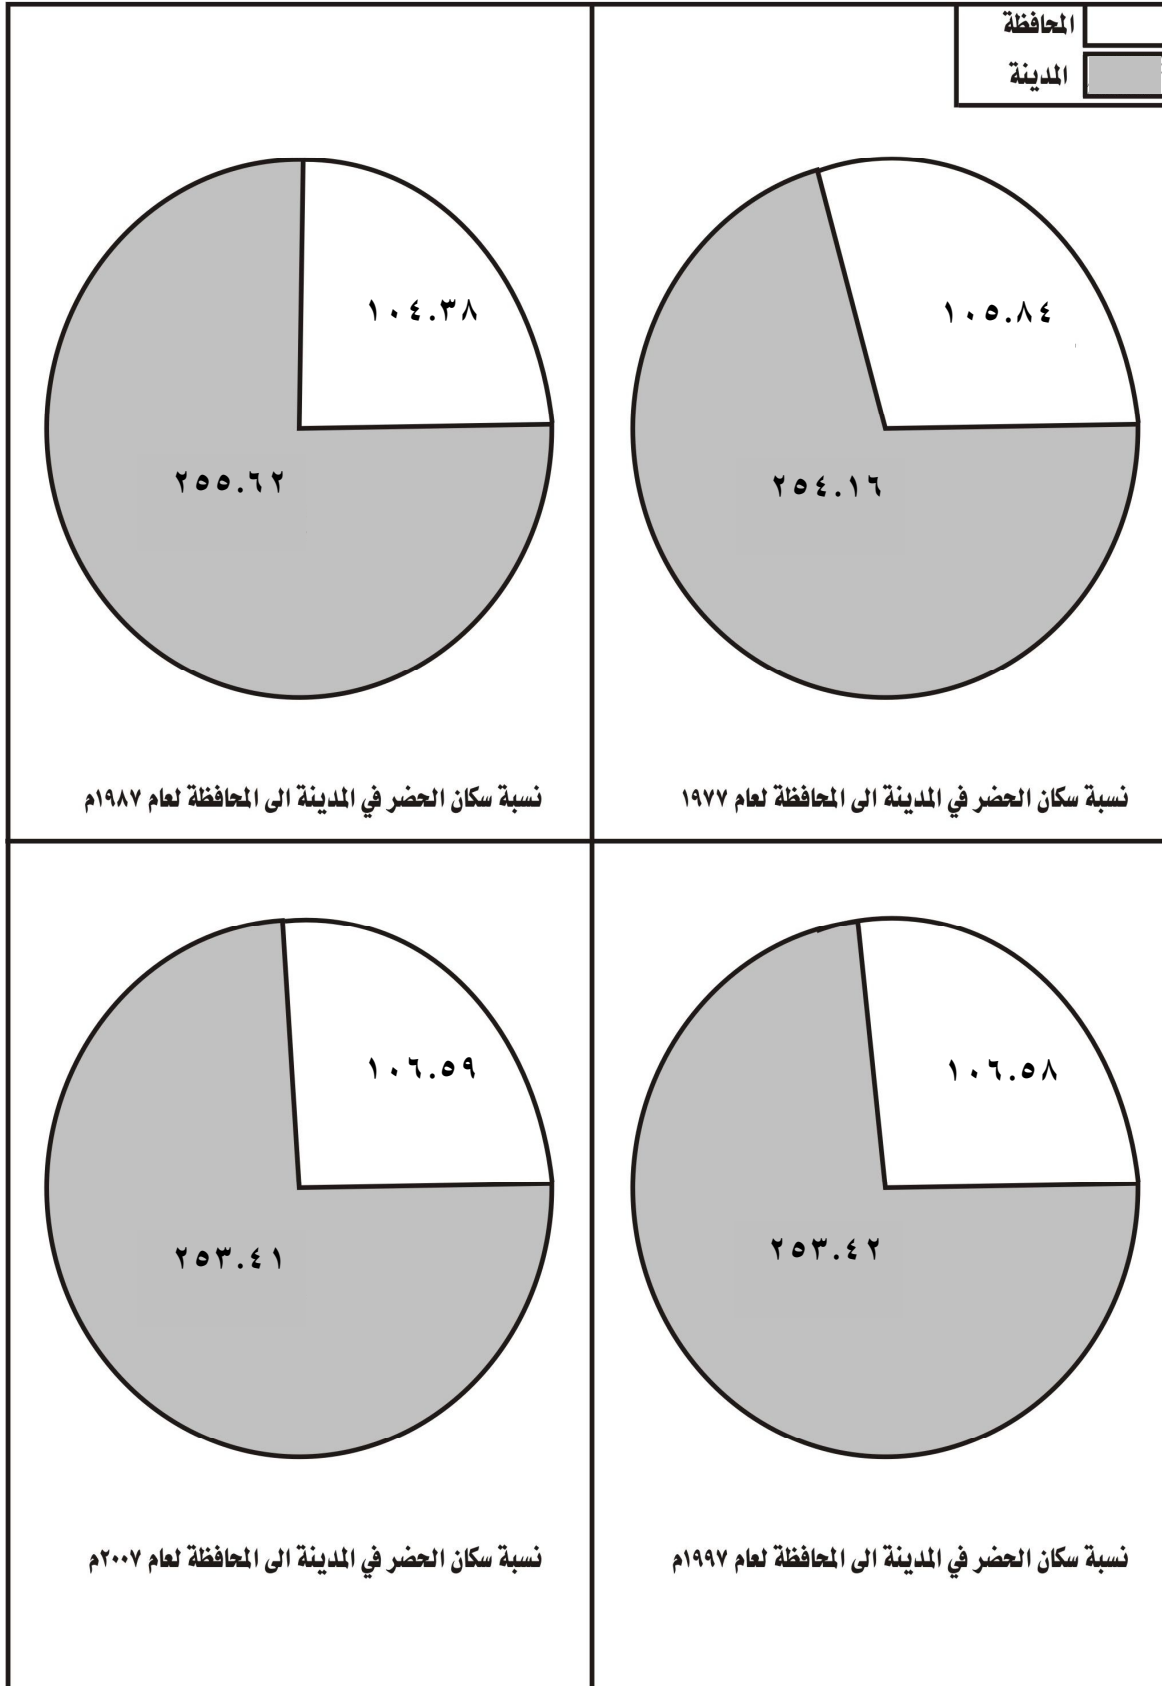 المحافظة
المدينة
١٠٥.٨٤
٢٥٤.١٦
نسبة سكان الحضر في المدينة الى المحافظة لعام ١٩٧٧
١٠٤.٣٨
٢٥٥.٦٢
نسبة سكان الحضر في المدينة الى المحافظة لعام ١٩٨٧م
١٠٦.٥٨
٢٥٣.٤٢
نسبة سكان الحضر في المدينة الى المحافظة لعام ١٩٩٧م
١٠٦.٥٩
٢٥٣.٤١
نسبة سكان الحضر في المدينة الى المحافظة لعام ٢٠٠٧م